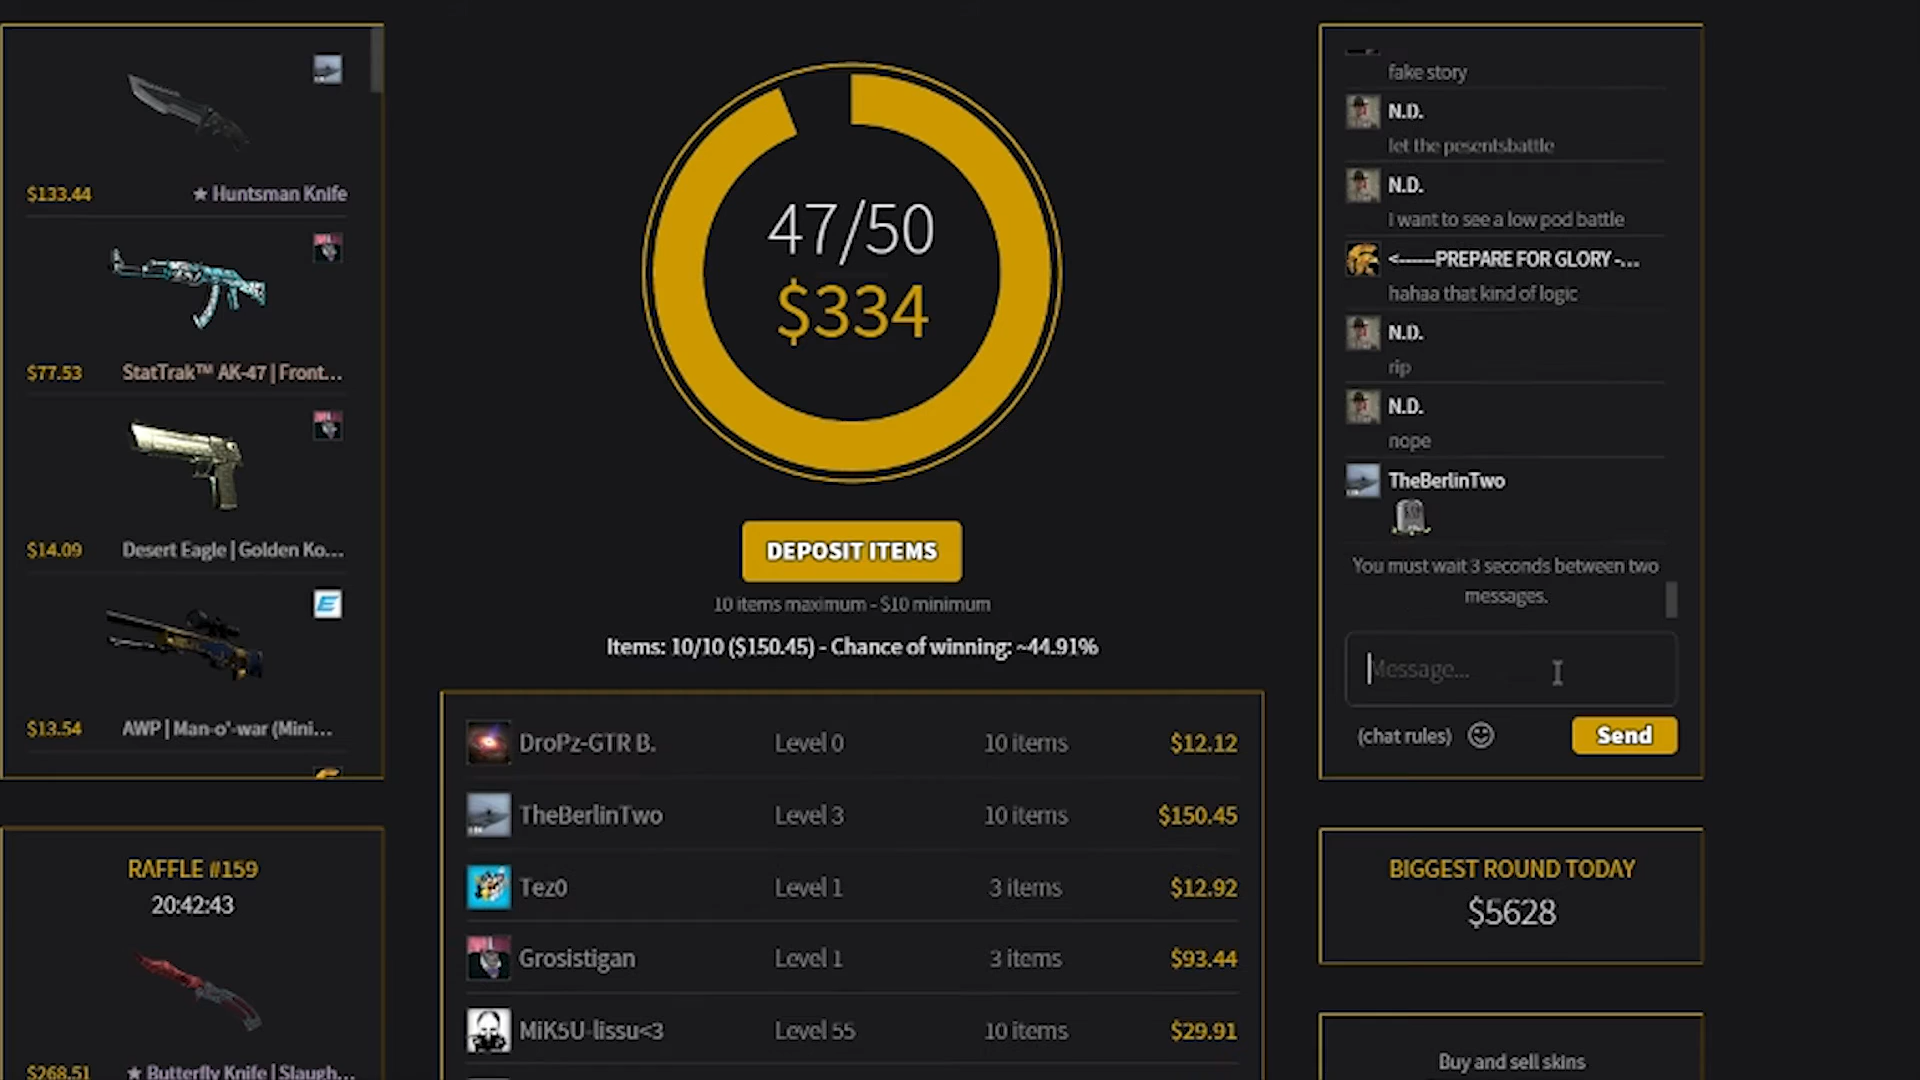 $133.44 ★ Huntsman Knife
$77.53 StatTrak™ AK-47 | Front...
$14.09 Desert Eagle | Golden Ko...
$13.54 AWP | Man-o'-war (Mini...
RAFFLE #159
20:42:43
$268.51 ★ Butterfly Knife | Slaugh...
47/50
$334
DEPOSIT ITEMS
10 items maximum - $10 minimum
Items: 10/10 ($150.45) - Chance of winning: ~44.91%
DroPz-GTR B. Level 0 10 items $12.12
TheBerlinTwo Level 3 10 items $150.45
Tez0 Level 1 3 items $12.92
Grosistigan Level 1 3 items $93.44
MiK5U-lissu<3 Level 55 10 items $29.91
fake story
N.D.
let the pesentsbattle
N.D.
I want to see a low pod battle
<------PREPARE FOR GLORY -...
hahaa that kind of logic
N.D.
rip
N.D.
nope
TheBerlinTwo
You must wait 3 seconds between two
messages.
Message...
(chat rules) Send
BIGGEST ROUND TODAY
$5628
Buy and sell skins